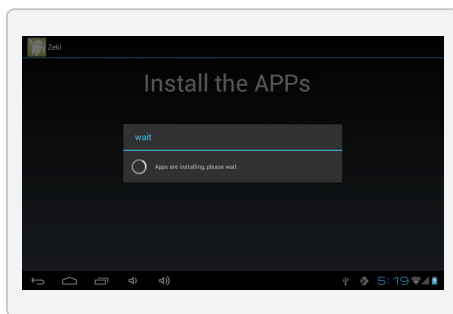 Zeki
Install the APPs
wait
Apps are installing, please wait
5:19